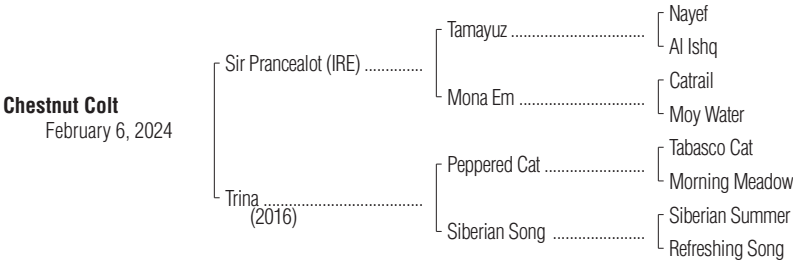 Nayef
Tamayuz
Al Ishq
Sir Prancealot (IRE)
Catrail
Mona Em
Moy Water
Chestnut Colt
February 6, 2024
Tabasco Cat
Peppered Cat
Morning Meadow
Trina
(2016)
Siberian Summer
Siberian Song
Refreshing Song